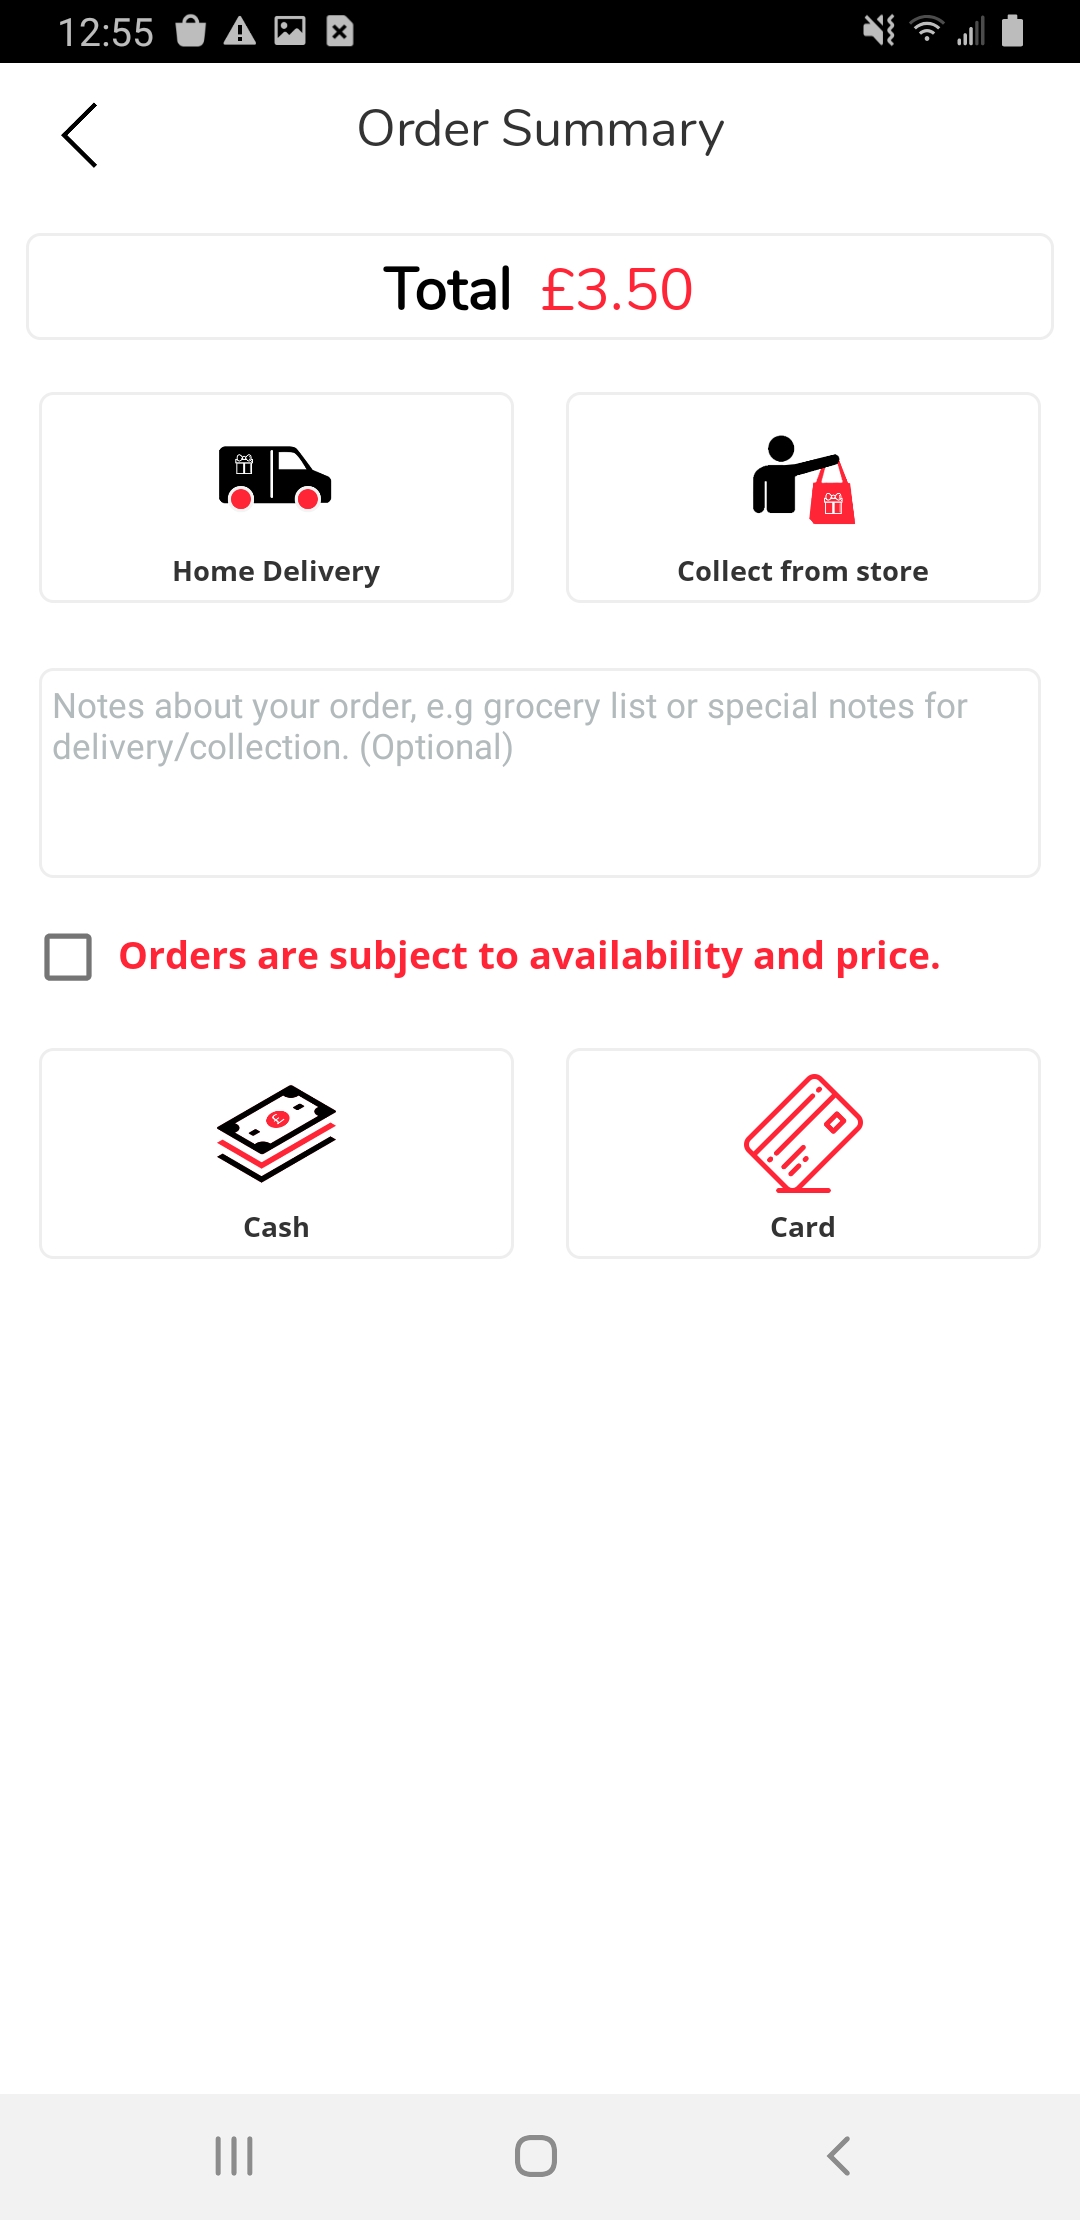 12:55
Order Summary
Total £3.50
Home Delivery
Collect from store
Notes about your order, e.g grocery list or special notes for
delivery/collection. (Optional)
Orders are subject to availability and price.
£
Cash
Card